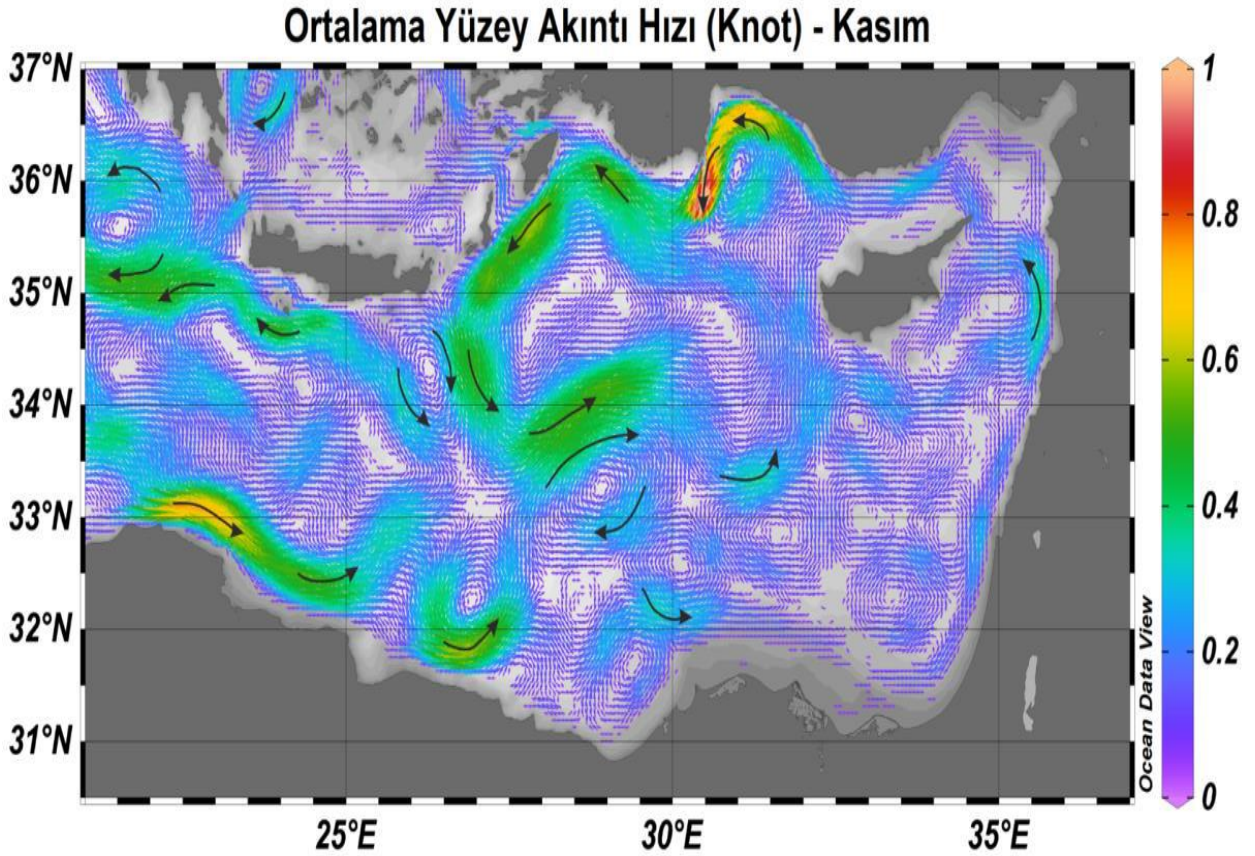 Ortalama Yüzey Akıntı Hızı (Knot) - Kasım
37°N
36°N
35°N
34°N
33°N
32°N
31°N
25°E
30°E
35°E
1
0.8
0.6
0.4
0.2
0
Ocean Data View